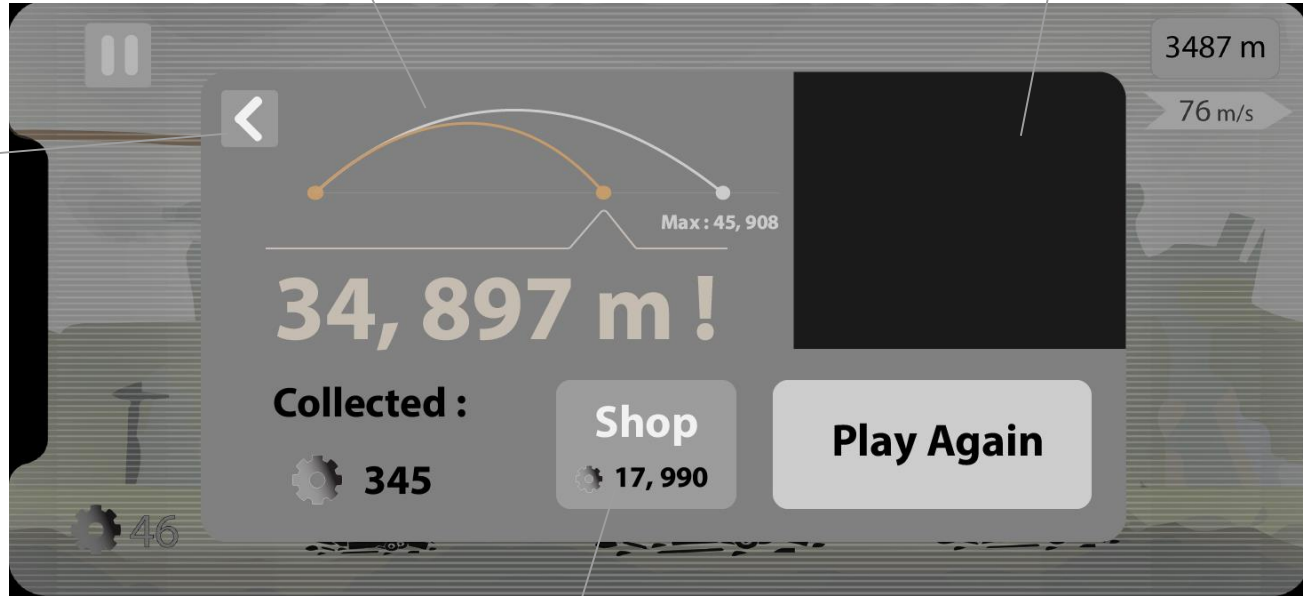 3487 m
76 m/s
Max : 45, 908
34, 897 m !
Collected :
345
Shop
17, 990
Play Again
46